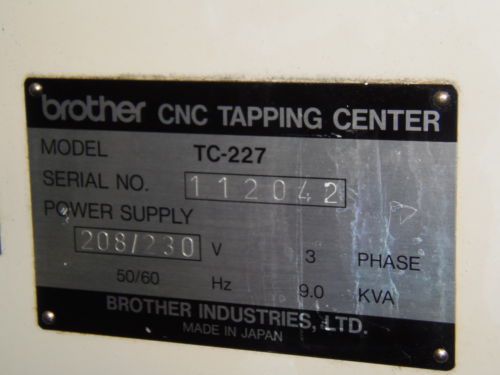 brother CNC TAPPING CENTER
MODEL TC-227
SERIAL NO. 112042
POWER SUPPLY
208/230 V 3 PHASE
50/60 Hz 9.0 KVA
BROTHER INDUSTRIES, LTD.
MADE IN JAPAN